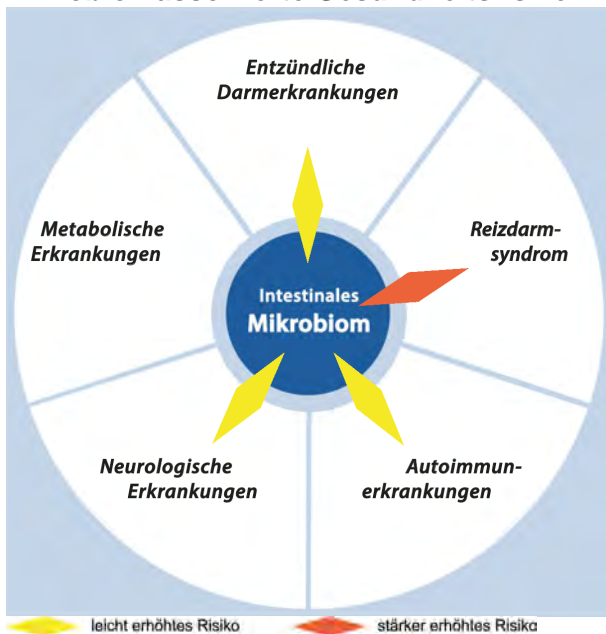 Entzündliche
Darmerkrankungen
Metabolische
Erkrankungen
Reizdarm-
syndrom
Intestinales
Mikrobiom
Neurologische
Erkrankungen
Autoimmun-
erkrankungen
leicht erhöhtes Risiko
stärker erhöhtes Risiko